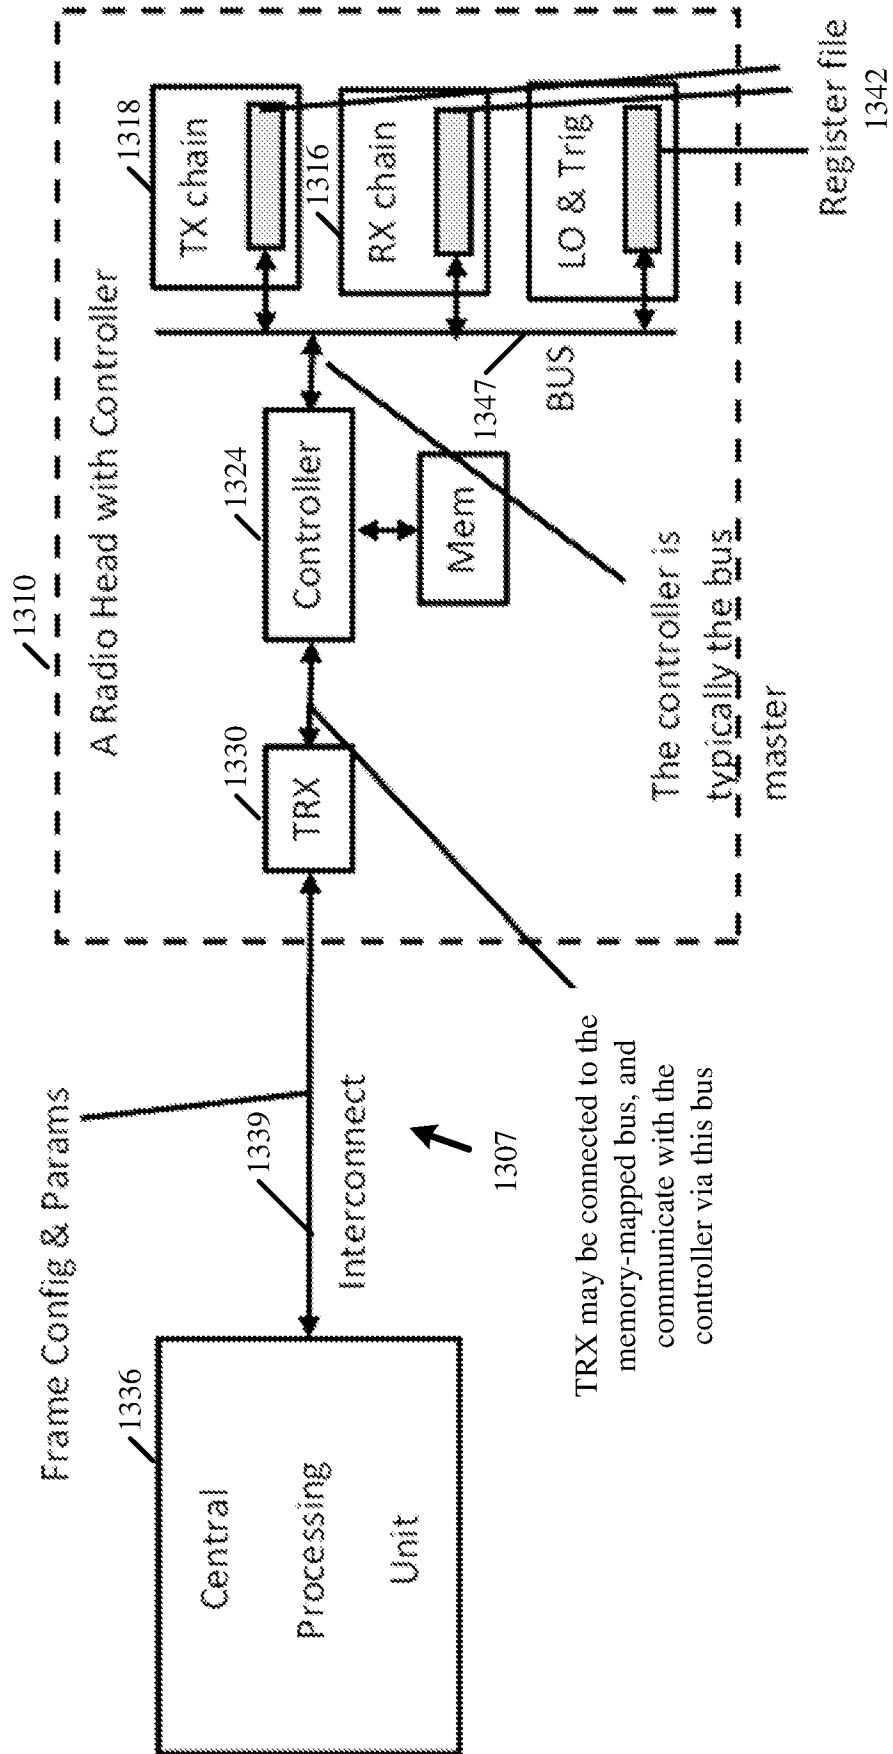 1310
A Radio Head with Controller
Frame Config & Params
1336
Central
Processing
Unit
1339
Interconnect
1307
1330
TRX
1324
Controller
Mem
1347
BUS
1318
TX chain
1316
RX chain
LO & Trig
Register file
1342
The controller is
typically the bus
master
TRX may be connected to the
memory-mapped bus, and
communicate with the
controller via this bus